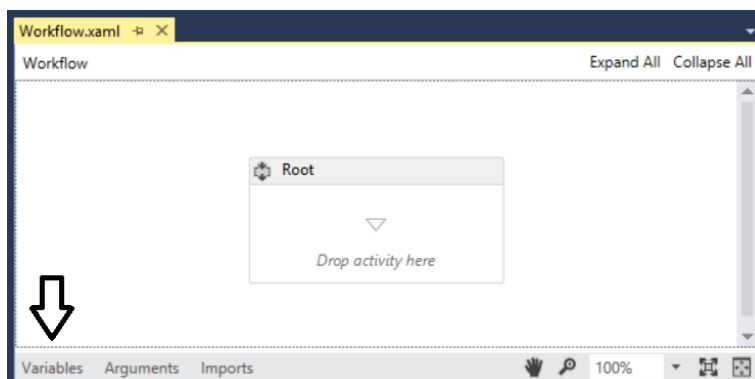 Workflow.xaml
Workflow Expand All Collapse All
Root
Drop activity here
Variables Arguments Imports 100%